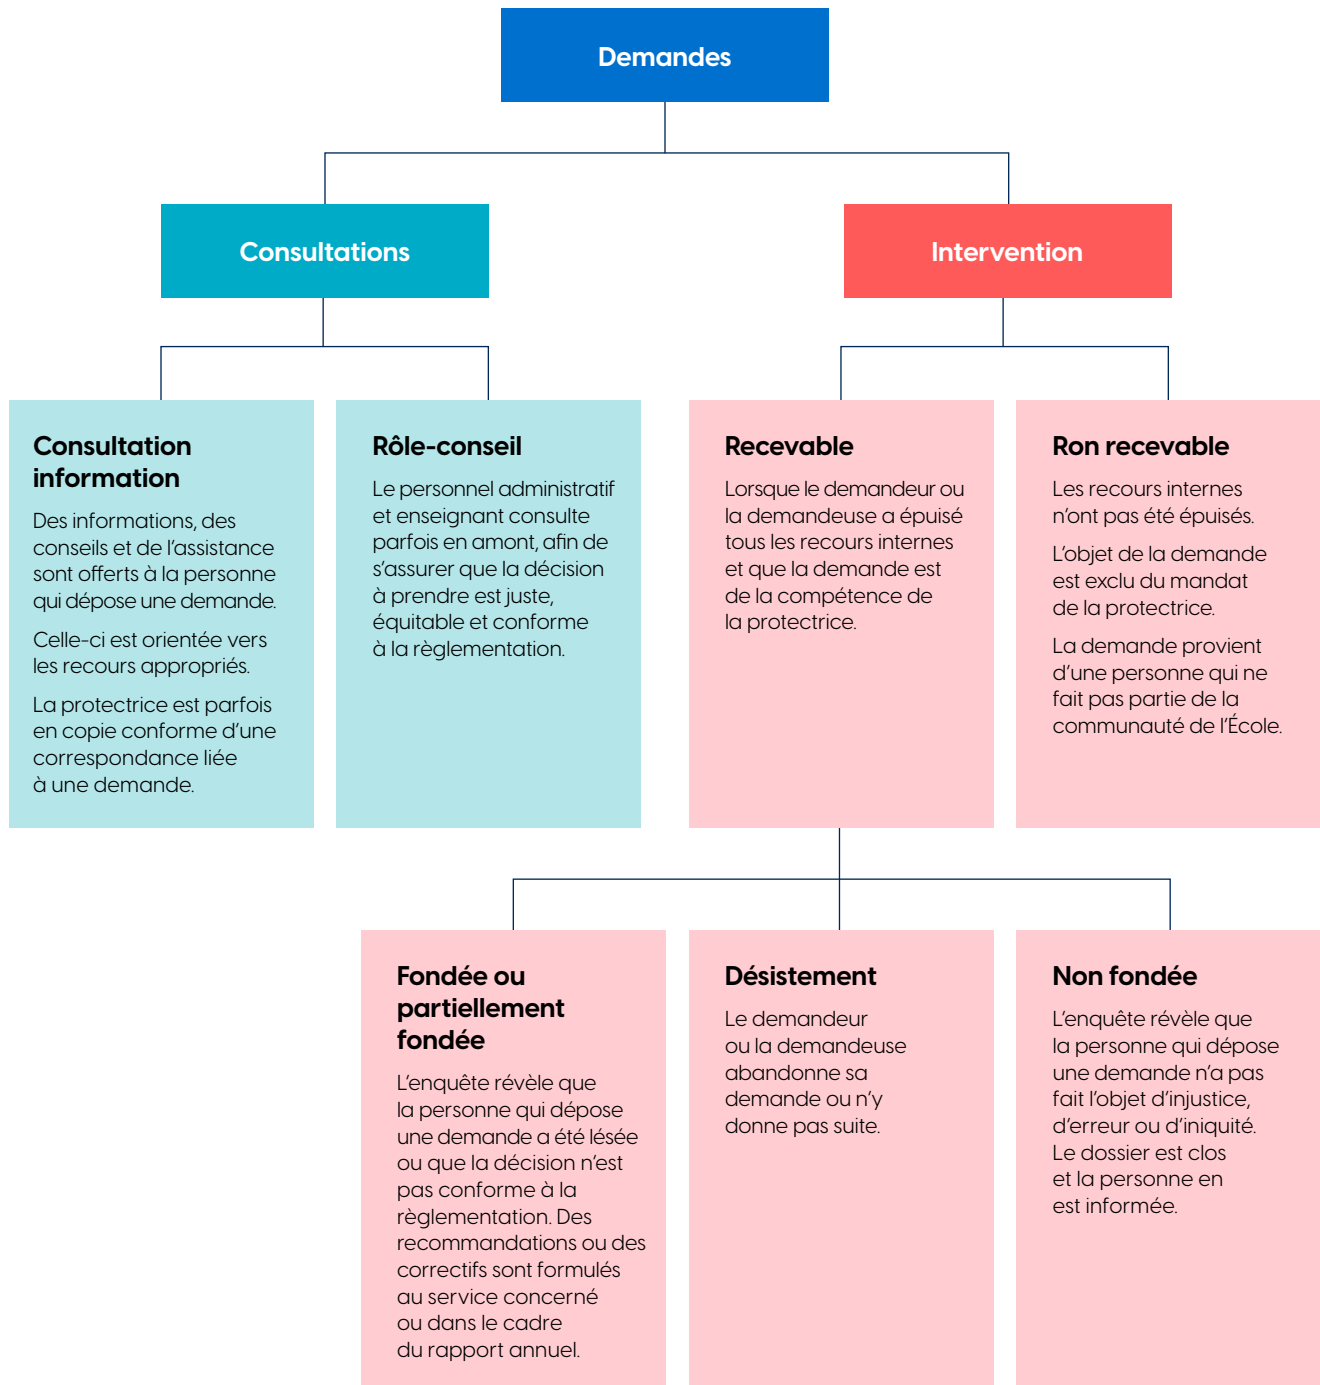 Demandes
Consultations
Intervention
Consultation
information
Des informations, des
conseils et de l’assistance
sont offerts à la personne
qui dépose une demande.
Celle-ci est orientée vers
les recours appropriés.
La protectrice est parfois
en copie conforme d’une
correspondance liée
à une demande.
Rôle-conseil
Le personnel administratif
et enseignant consulte
parfois en amont, afin de
s’assurer que la décision
à prendre est juste,
équitable et conforme
à la règlementation.
Recevable
Lorsque le demandeur ou
la demandeuse a épuisé
tous les recours internes
et que la demande est
de la compétence de
la protectrice.
Ron recevable
Les recours internes
n’ont pas été épuisés.
L’objet de la demande
est exclu du mandat
de la protectrice.
La demande provient
d’une personne qui ne
fait pas partie de la
communauté de l’École.
Fondée ou
partiellement
fondée
L’enquête révèle que
la personne qui dépose
une demande a été lésée
ou que la décision n’est
pas conforme à la
règlementation. Des
recommandations ou des
correctifs sont formulés
au service concerné
ou dans le cadre
du rapport annuel.
Désistement
Le demandeur
ou la demandeuse
abandonne sa
demande ou n’y
donne pas suite.
Non fondée
L’enquête révèle que
la personne qui dépose
une demande n’a pas
fait l’objet d’injustice,
d’erreur ou d’iniquité.
Le dossier est clos
et la personne en
est informée.